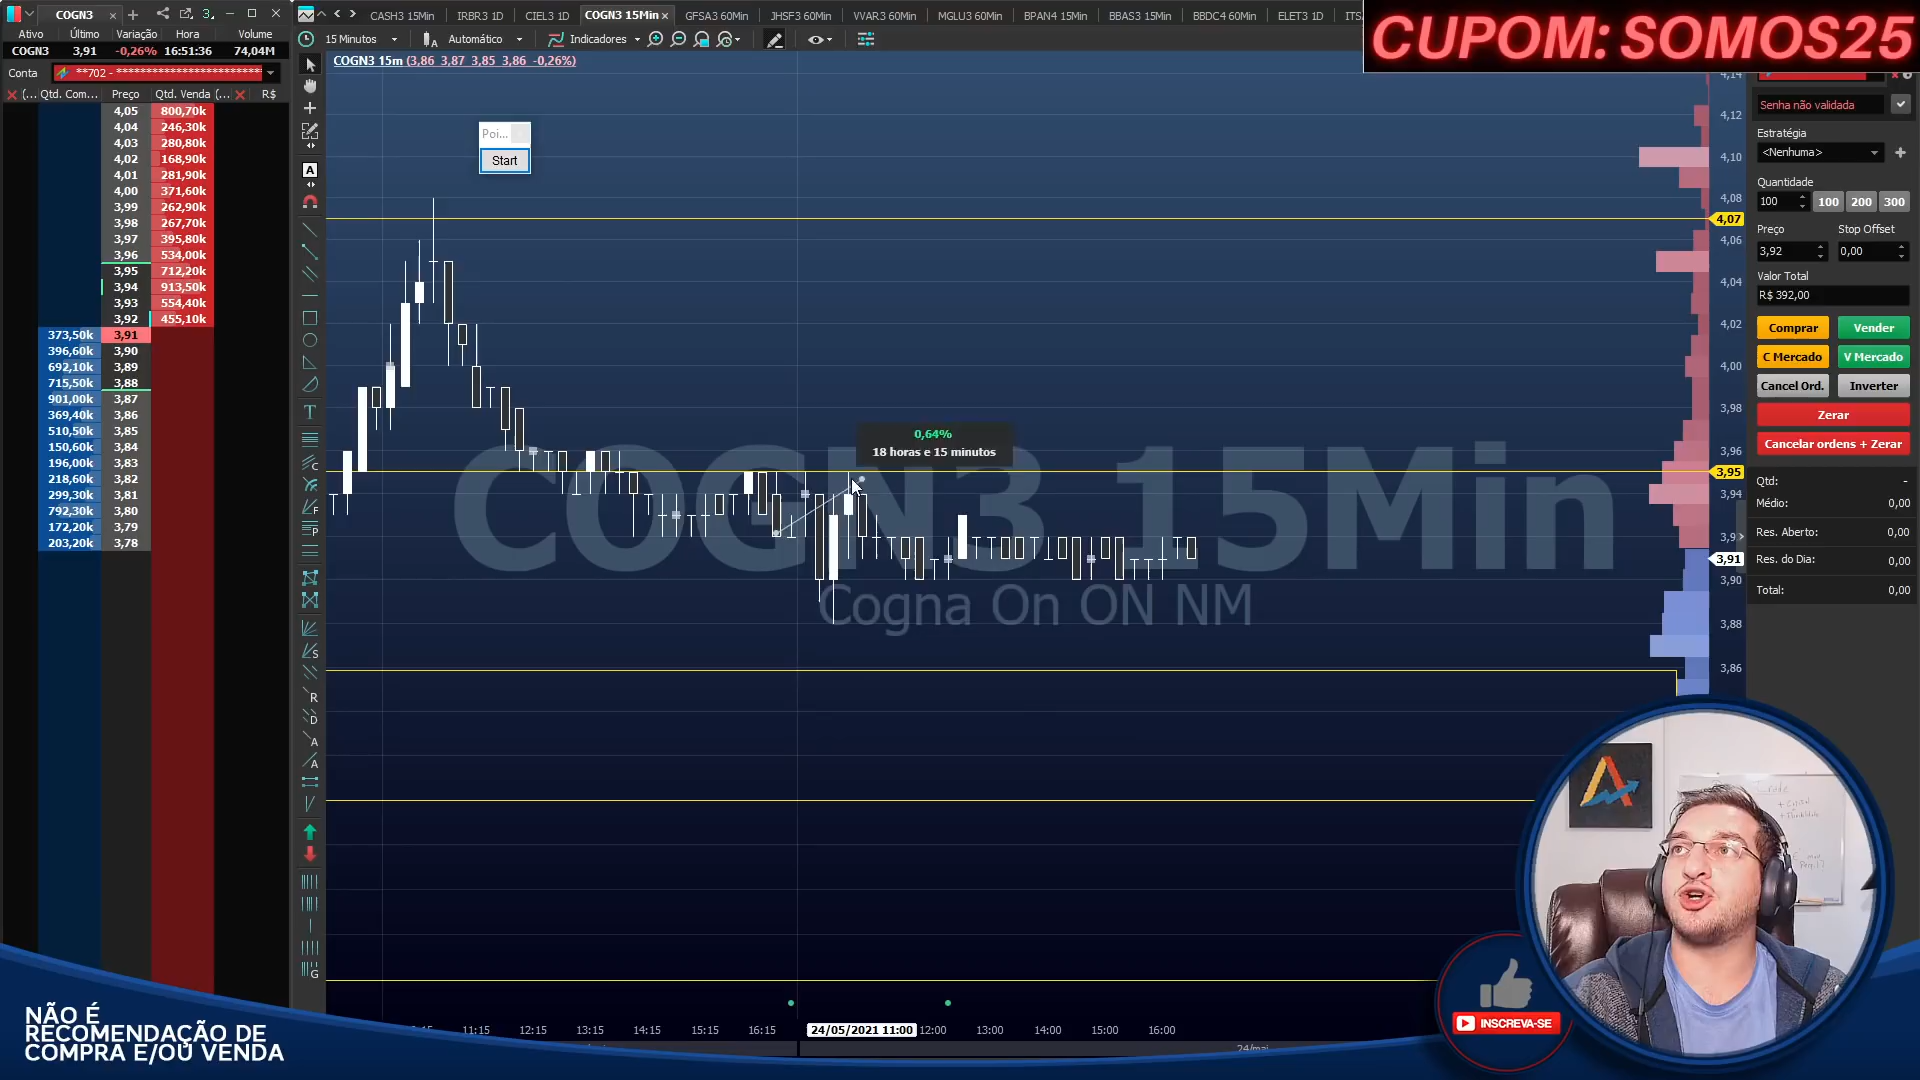 COGN3
3.
CASH3 15Min
IRBR3 1D
CIEL3 1D
COGN3 15Min
GFSA3 60Min
JHSF3 60Min
VVAR3 60Min
MGLU3 60Min
BPAN4 15Min
BBAS3 15Min
BBDC4 60Min
ELET3 1D
ITS
CUPOM: SOMOS25
Ativo Último Variação Hora Volume
COGN3 3,91 -0,26% 16:51:36 74,04M
15 Minutos
Automático
Indicadores
Conta **702 - ****************************
COGN3 15m (3,86 3,87 3,85 3,86 -0,26%)
(... Qtd. Com... Preço Qtd. Venda (... R$
4,05 800,70k
4,04 246,30k
4,03 280,80k
4,02 168,90k
4,01 281,90k
4,00 371,60k
3,99 262,90k
3,98 267,70k
3,97 395,80k
3,96 534,00k
3,95 712,20k
3,94 913,50k
3,93 554,40k
3,92 455,10k
373,50k 3,91
396,60k 3,90
692,10k 3,89
715,50k 3,88
901,00k 3,87
369,40k 3,86
510,50k 3,85
150,60k 3,84
196,00k 3,83
218,60k 3,82
299,30k 3,81
792,30k 3,80
172,20k 3,79
203,20k 3,78
Poi...
Start
0,64%
18 horas e 15 minutos
COGN3 15Min
Cogna On ON NM
4,14
4,12
4,10
4,08
4,07
4,06
4,04
4,02
4,00
3,98
3,96
3,95
3,94
3,9
3,91
3,90
3,88
3,86
11:15
12:15
13:15
14:15
15:15
16:15
24/05/2021 11:00
12:00
13:00
14:00
15:00
16:00
24/mai
Senha não validada
Estratégia
<Nenhuma>
Quantidade
100 100 200 300
Preço Stop Offset
3,92 0,00
Valor Total
R$ 392,00
Comprar Vender
C Mercado V Mercado
Cancel Ord. Inverter
Zerar
Cancelar ordens + Zerar
Qtd: -
Médio: 0,00
Res. Aberto: 0,00
Res. do Dia: 0,00
Total: 0,00
INSCREVA-SE
NÃO É
RECOMENDAÇÃO DE
COMPRA E/OU VENDA